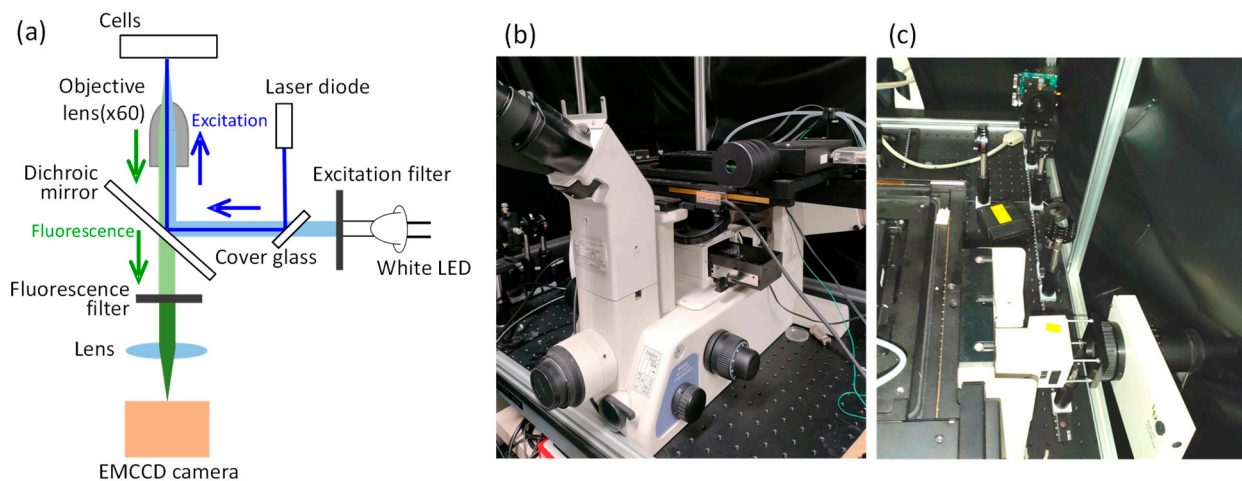 (a)
Cells
Objective
lens(x60)
Laser diode
Excitation
Dichroic
mirror
Excitation filter
Fluorescence
Cover glass
White LED
Fluorescence
filter
Lens
EMCCD camera
(b)
(c)